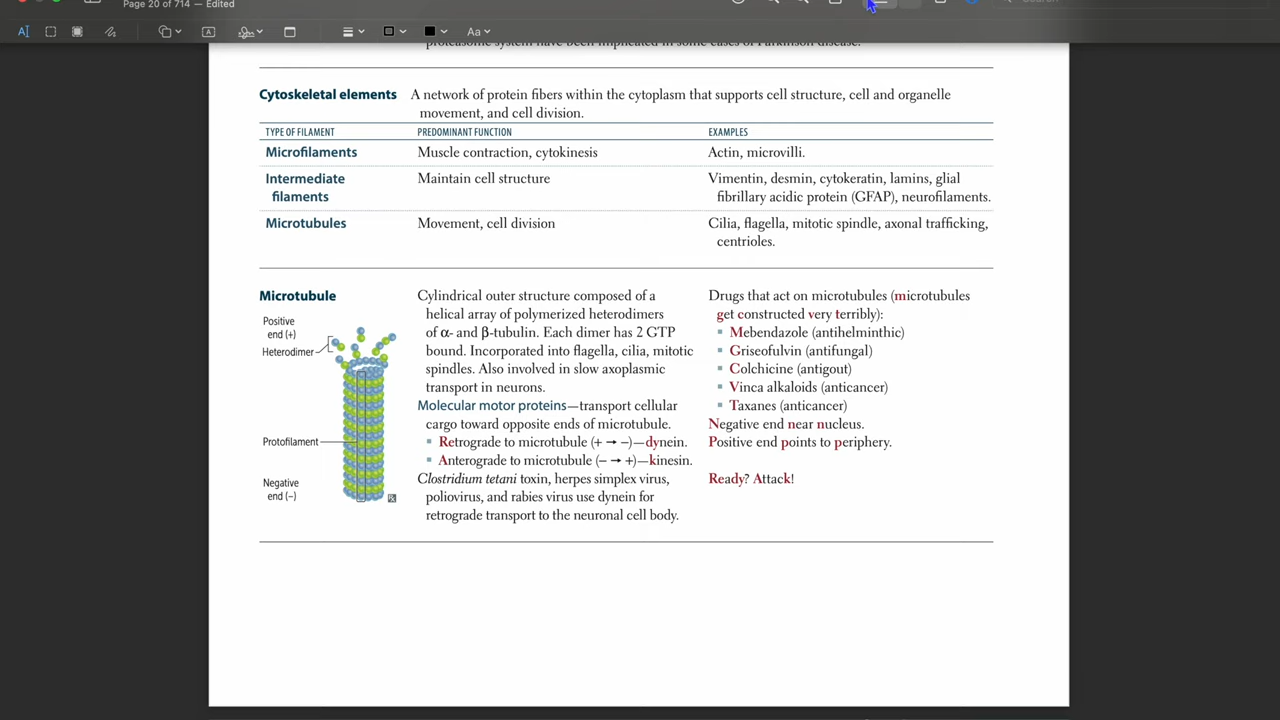 Page 20 of 714 — Edited
Search
Aa
proteasome system have been implicated in some cases of Parkinson disease.
Cytoskeletal elements A network of protein fibers within the cytoplasm that supports cell structure, cell and organelle
movement, and cell division.
TYPE OF FILAMENT PREDOMINANT FUNCTION EXAMPLES
Microfilaments Muscle contraction, cytokinesis Actin, microvilli.
Intermediate Maintain cell structure Vimentin, desmin, cytokeratin, lamins, glial
filaments fibrillary acidic protein (GFAP), neurofilaments.
Microtubules Movement, cell division Cilia, flagella, mitotic spindle, axonal trafficking,
centrioles.
Microtubule
Positive
end (+)
Heterodimer
Protofilament
Negative
end (–)
Cylindrical outer structure composed of a
helical array of polymerized heterodimers
of α- and β-tubulin. Each dimer has 2 GTP
bound. Incorporated into flagella, cilia, mitotic
spindles. Also involved in slow axoplasmic
transport in neurons.
Molecular motor proteins—transport cellular
cargo toward opposite ends of microtubule.
▪ Retrograde to microtubule (+ → –)—dynein.
▪ Anterograde to microtubule (– → +)—kinesin.
Clostridium tetani toxin, herpes simplex virus,
poliovirus, and rabies virus use dynein for
retrograde transport to the neuronal cell body.
Drugs that act on microtubules (microtubules
get constructed very terribly):
▪ Mebendazole (antihelminthic)
▪ Griseofulvin (antifungal)
▪ Colchicine (antigout)
▪ Vinca alkaloids (anticancer)
▪ Taxanes (anticancer)
Negative end near nucleus.
Positive end points to periphery.
Ready? Attack!